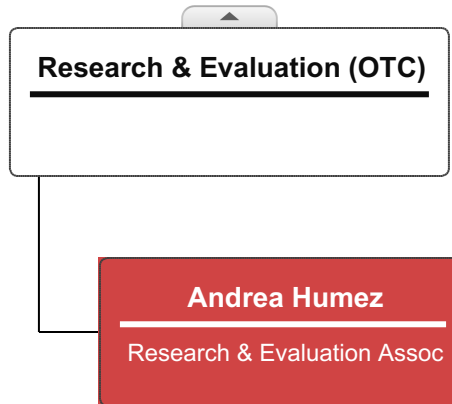 Research & Evaluation (OTC)
Andrea Humez
Research & Evaluation Assoc